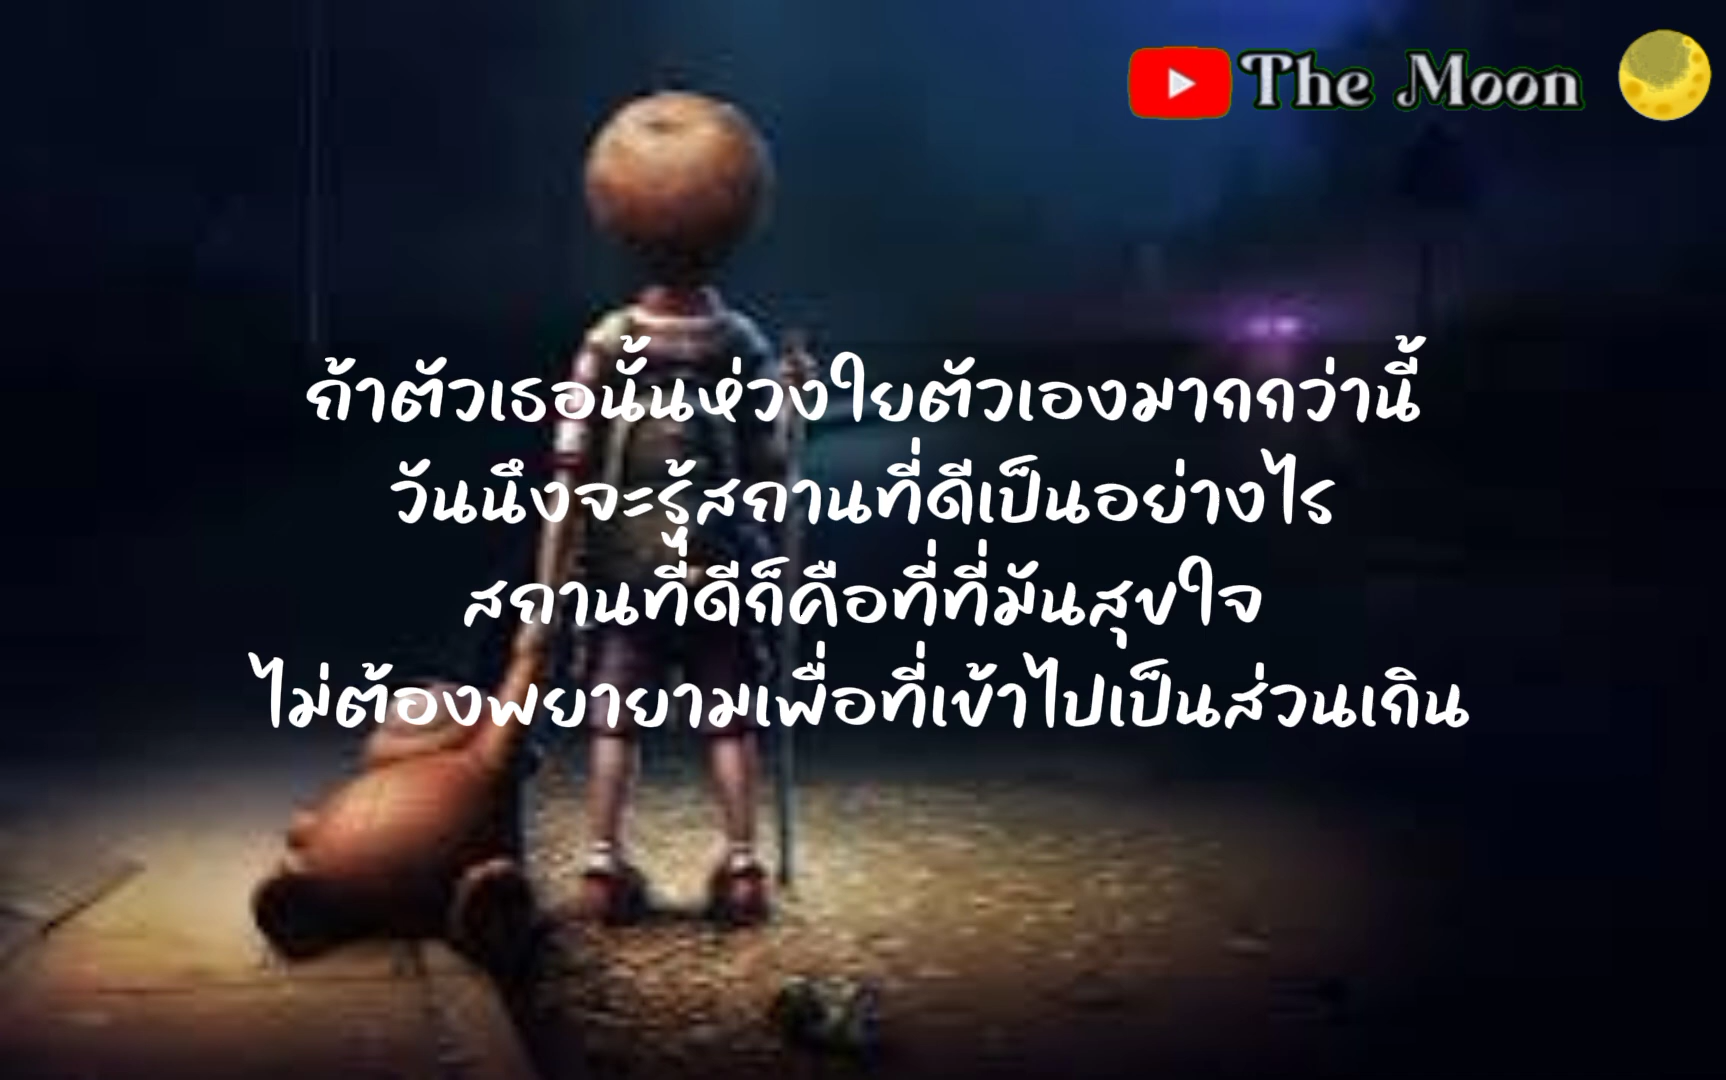 The Moon
ถ้าตัวเธอนั้นห่วงใยตัวเองมากกว่านี้
วันนึงจะรู้สถานที่ดีเป็นอย่างไร
สถานที่ดีก็คือที่ที่มันสุขใจ
ไม่ต้องพยายามเพื่อที่เข้าไปเป็นส่วนเกิน